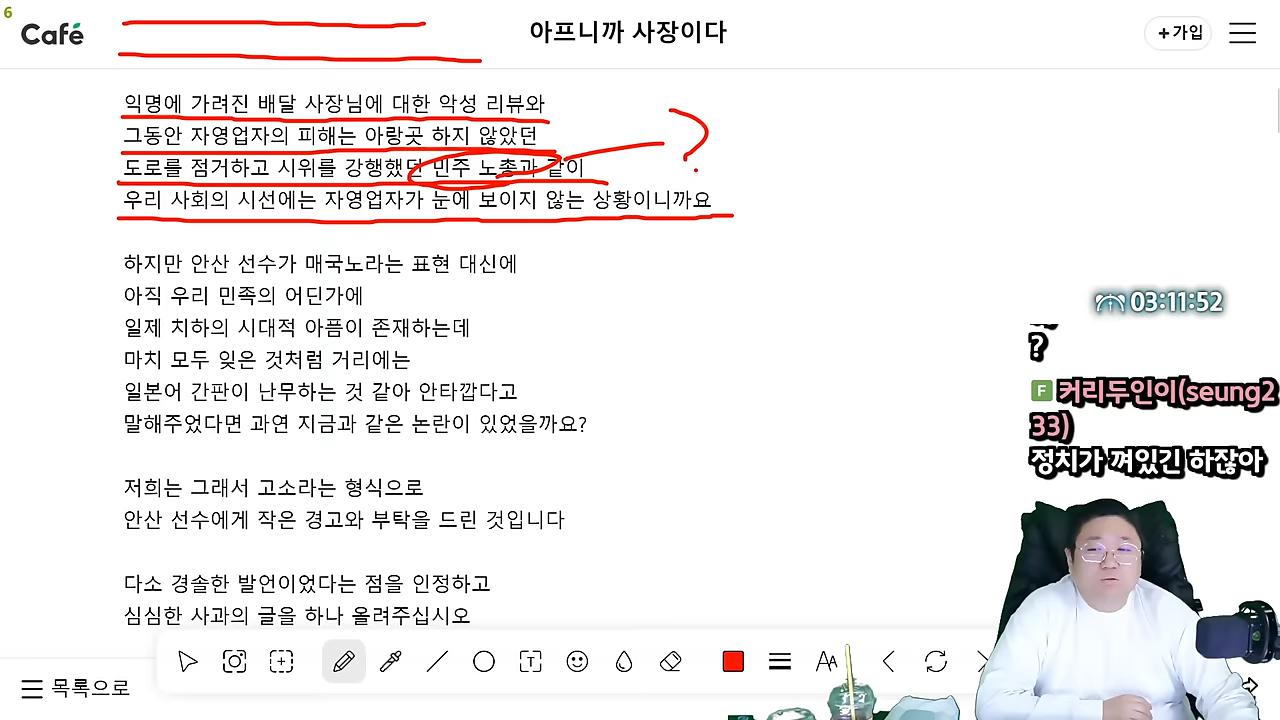 6
Café
아프니까 사장이다
+가입
익명에 가려진 배달 사장님에 대한 악성 리뷰와
그동안 자영업자의 피해는 아랑곳 하지 않았던
도로를 점거하고 시위를 강행했던 민주 노총과 같이
우리 사회의 시선에는 자영업자가 눈에 보이지 않는 상황이니까요
?
하지만 안산 선수가 매국노라는 표현 대신에
아직 우리 민족의 어딘가에
일제 치하의 시대적 아픔이 존재하는데
마치 모두 잊은 것처럼 거리에는
일본어 간판이 난무하는 것 같아 안타깝다고
말해주었다면 과연 지금과 같은 논란이 있었을까요?
03:11:52
?
F 커리두인이(seung2
33)
정치가 껴있긴 하잖아
저희는 그래서 고소라는 형식으로
안산 선수에게 작은 경고와 부탁을 드린 것입니다
다소 경솔한 발언이었다는 점을 인정하고
심심한 사과의 글을 하나 올려주십시오
T
AA
목록으로